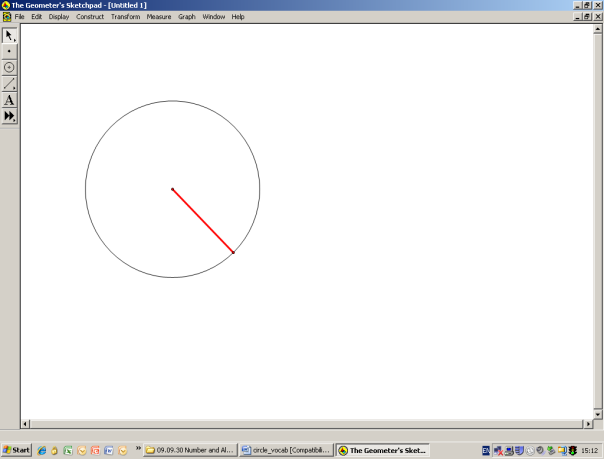 The Geometer's Sketchpad - [Untitled 1]
File Edit Display Construct Transform Measure Graph Window Help
A
Start » 09.09.30 Number and Al... circle_vocab [Compatibili... The Geometer's Sket... EN 15:12